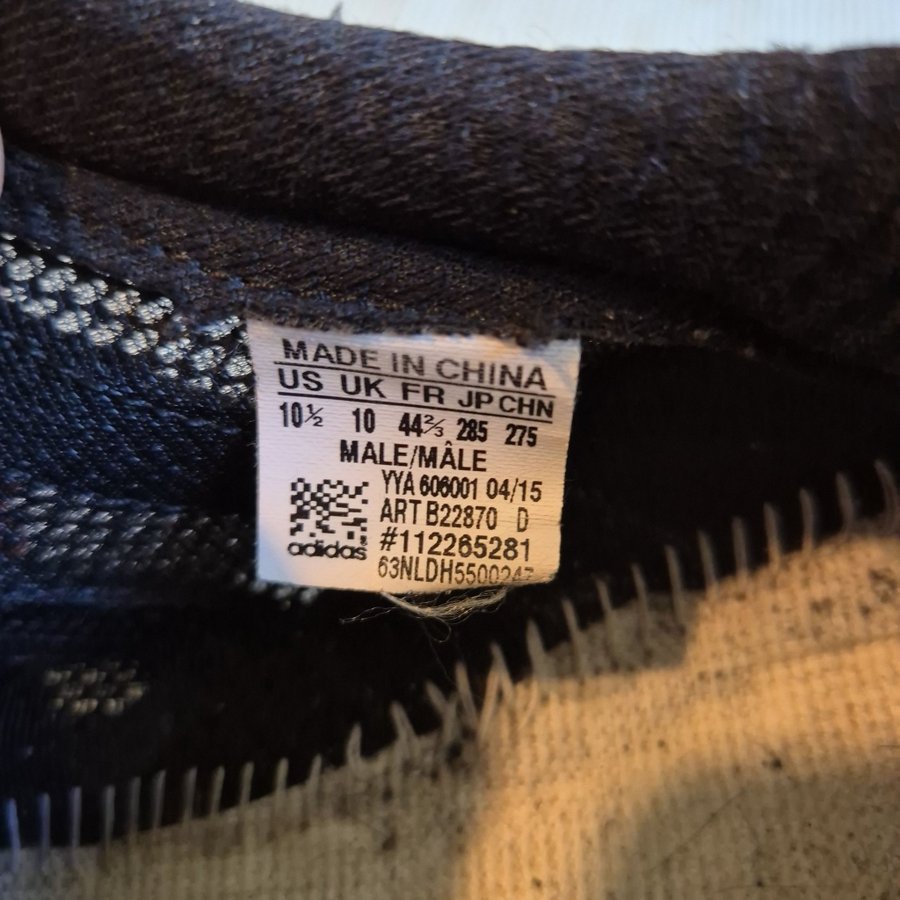 MADE IN CHINA
US UK FR JP CHN
10½ 10 44⅔ 285 275
MALE/MÂLE
YYA 606001 04/15
ART B22870 D
#112265281
63NLDH5500247
adidas